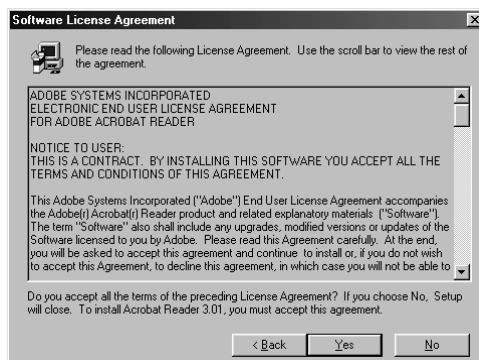 Software License Agreement
Please read the following License Agreement. Use the scroll bar to view the rest of
the agreement.
ADOBE SYSTEMS INCORPORATED
ELECTRONIC END USER LICENSE AGREEMENT
FOR ADOBE ACROBAT READER
NOTICE TO USER:
THIS IS A CONTRACT. BY INSTALLING THIS SOFTWARE YOU ACCEPT ALL THE
TERMS AND CONDITIONS OF THIS AGREEMENT.
This Adobe Systems Incorporated ("Adobe") End User License Agreement accompanies
the Adobe(r) Acrobat(r) Reader product and related explanatory materials ("Software").
The term "Software" also shall include any upgrades, modified versions or updates of the
Software licensed to you by Adobe. Please read this Agreement carefully. At the end,
you will be asked to accept this agreement and continue to install or, if you do not wish
to accept this Agreement, to decline this agreement, in which case you will not be able to
Do you accept all the terms of the preceding License Agreement? If you choose No, Setup
will close. To install Acrobat Reader 3.01, you must accept this agreement.
< Back Yes No